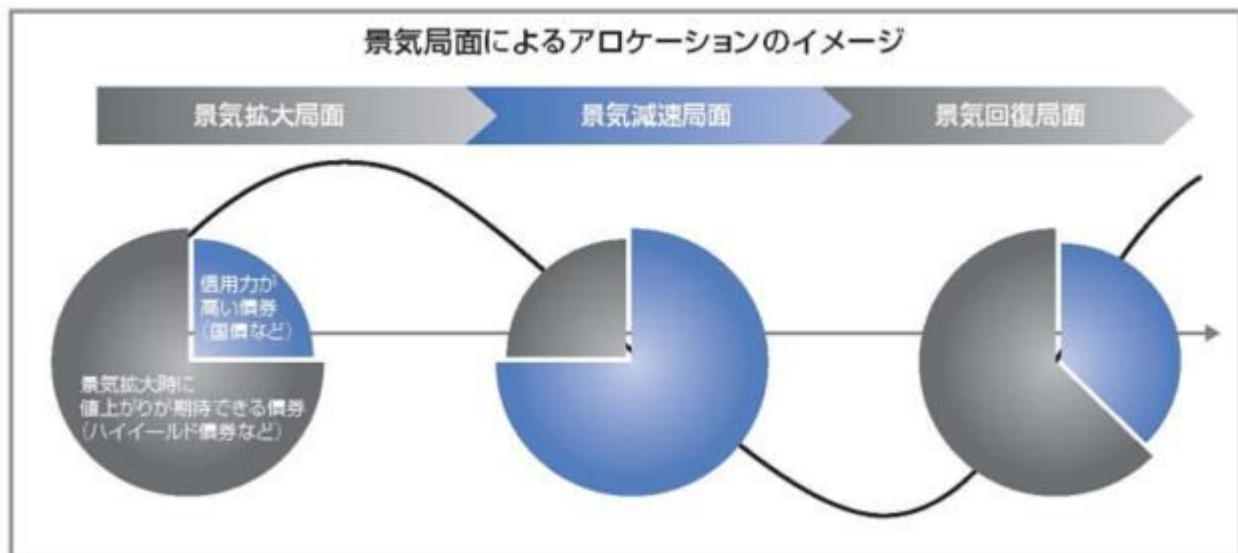 景気局面によるアロケーションのイメージ
景気拡大局面
景気減速局面
景気回復局面
信用力が
高い債券
(国債など)
景気拡大時に
値上がりが期待できる債券
(ハイイールド債券など)